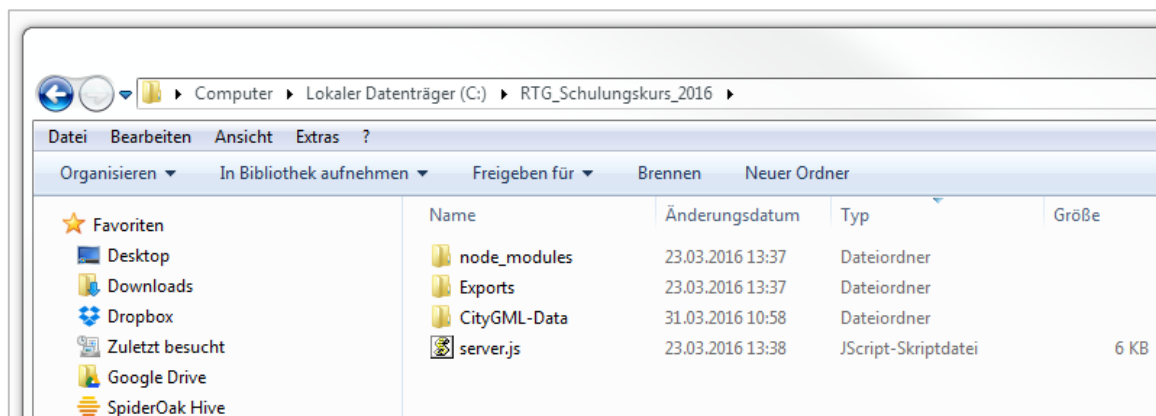 Computer Lokaler Datenträger (C:) RTG_Schulungskurs_2016
Datei Bearbeiten Ansicht Extras ?
Organisieren In Bibliothek aufnehmen Freigeben für Brennen Neuer Ordner
Favoriten
Desktop
Downloads
Dropbox
Zuletzt besucht
Google Drive
SpiderOak Hive
Name Änderungsdatum Typ Größe
node_modules 23.03.2016 13:37 Dateiordner
Exports 23.03.2016 13:37 Dateiordner
CityGML-Data 31.03.2016 10:58 Dateiordner
server.js 23.03.2016 13:38 JScript-Skriptdatei 6 KB